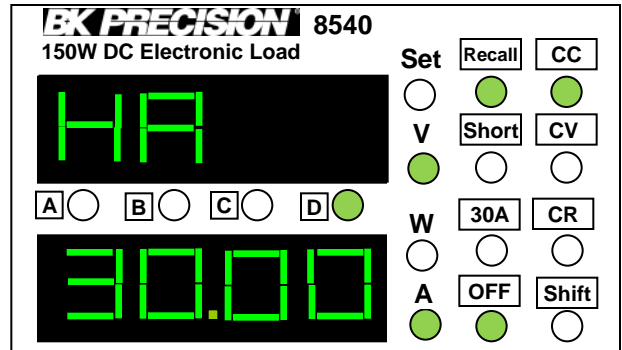 BK PRECISION 8540
150W DC Electronic Load
Set Recall CC
HA
V Short CV
A B C D
W 30A CR
30.00
A OFF Shift